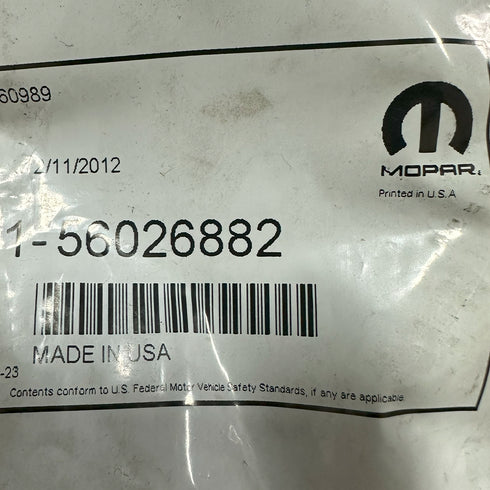 60989
MOPAR
2/11/2012
Printed in U.S.A
1-56026882
MADE IN USA
-23
Contents conform to U.S. Federal Motor Vehicle Safety Standards, if any are applicable